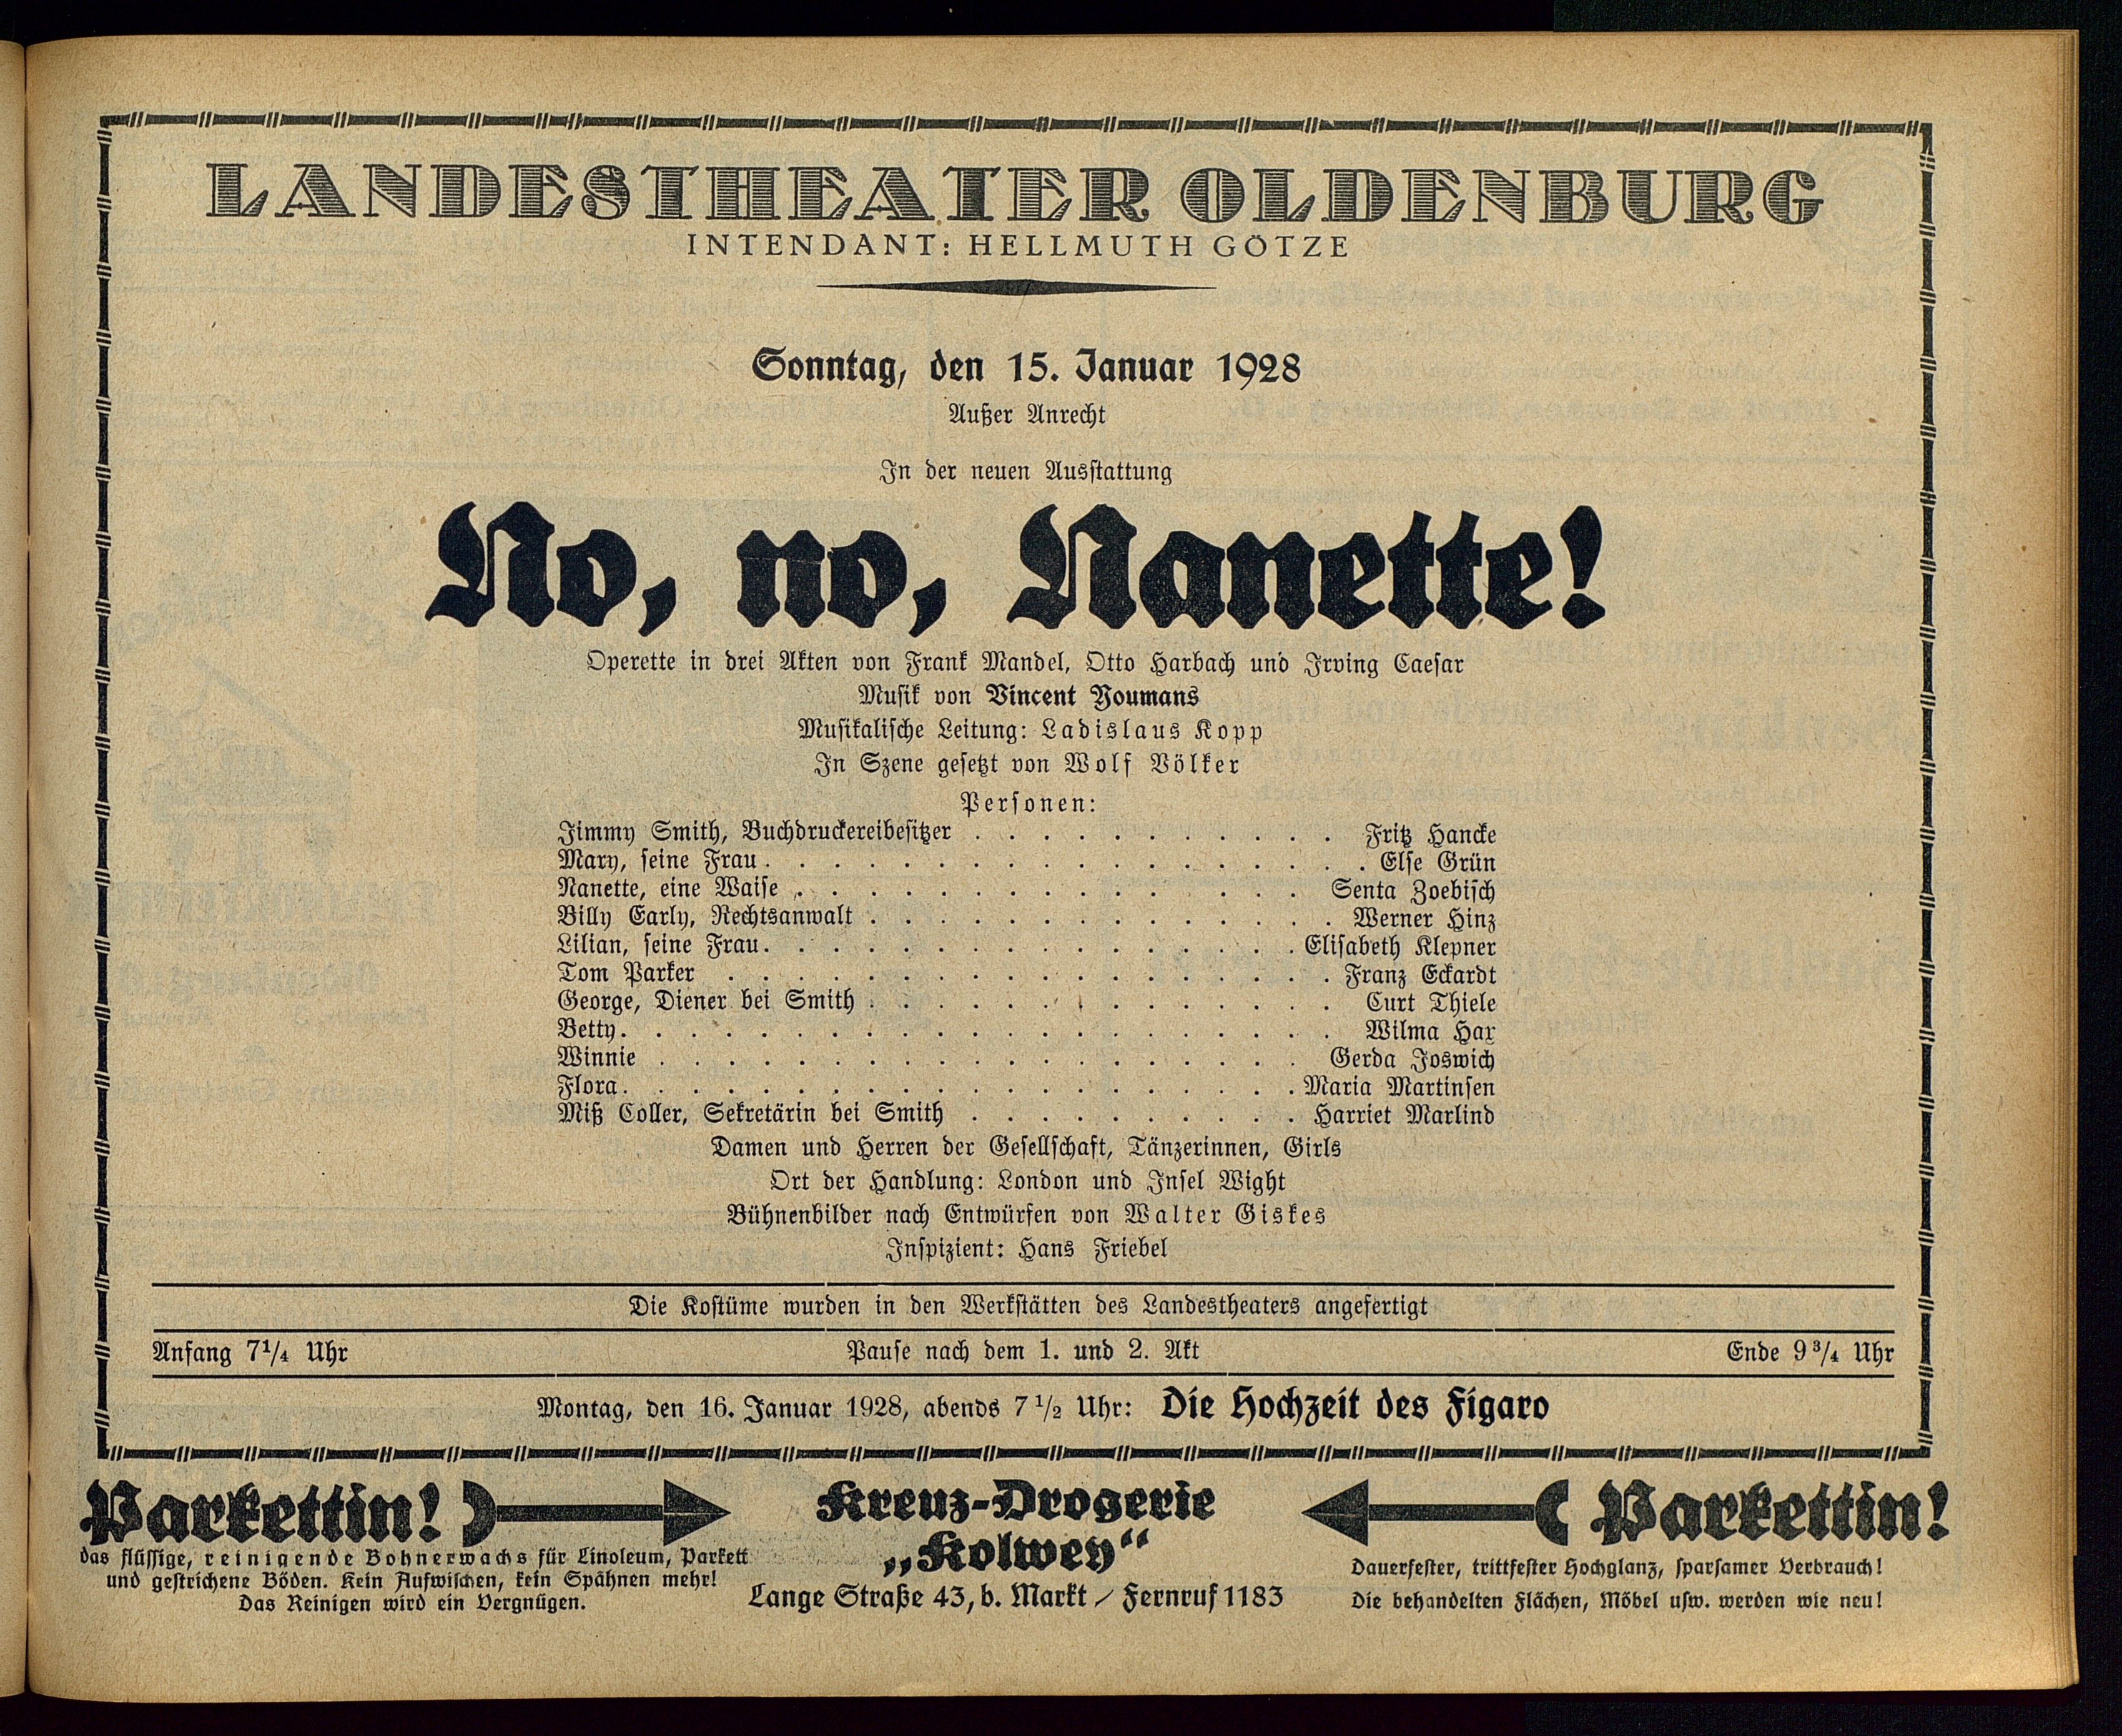 LANDESTHEATER OLDENBURG
INTENDANT: HELLMUTH GÖTZE
Sonntag, den 15. Januar 1928
Außer Anrecht
In der neuen Ausstattung
No, no, Nanette!
Operette in drei Akten von Frank Mandel, Otto Harbach und Irving Caesar
Musik von Vincent Youmans
Musikalische Leitung: Ladislaus Kopp
In Szene gesetzt von Wolf Völker
Personen:
Jimmy Smith, Buchdruckereibesitzer . . . . . . . . . . . Fritz Hancke
Mary, seine Frau . . . . . . . . . . . . . . . . . . Else Grün
Nanette, eine Waise . . . . . . . . . . . . . . . Senta Zoebisch
Billy Early, Rechtsanwalt . . . . . . . . . . . . . . Werner Hinz
Lilian, seine Frau . . . . . . . . . . . . . . . . Elisabeth Klepner
Tom Parker . . . . . . . . . . . . . . . . . . Franz Eckardt
George, Diener bei Smith . . . . . . . . . . . . . . Curt Thiele
Betty . . . . . . . . . . . . . . . . . . . . . Wilma Hax
Winnie . . . . . . . . . . . . . . . . . . . Gerda Joswich
Flora . . . . . . . . . . . . . . . . . . . . Maria Martinsen
Miß Coller, Sekretärin bei Smith . . . . . . . . . . Harriet Marlind
Damen und Herren der Gesellschaft, Tänzerinnen, Girls
Ort der Handlung: London und Insel Wight
Bühnenbilder nach Entwürfen von Walter Giskes
Inspizient: Hans Friebel
Die Kostüme wurden in den Werkstätten des Landestheaters angefertigt
Anfang 7 1/4 Uhr Pause nach dem 1. und 2. Akt Ende 9 3/4 Uhr
Montag, den 16. Januar 1928, abends 7 1/2 Uhr: Die Hochzeit des Figaro
Parkettin!
das flüssige, reinigende Bohnerwachs für Linoleum, Parkett
und gestrichene Böden. Kein Aufwischen, kein Spähnen mehr!
Das Reinigen wird ein Vergnügen.
Kreuz-Drogerie
„Kolwey“
Lange Straße 43, b. Markt / Fernruf 1183
Parkettin!
Dauerfester, trittfester Hochglanz, sparsamer Verbrauch!
Die behandelten Flächen, Möbel usw. werden wie neu!